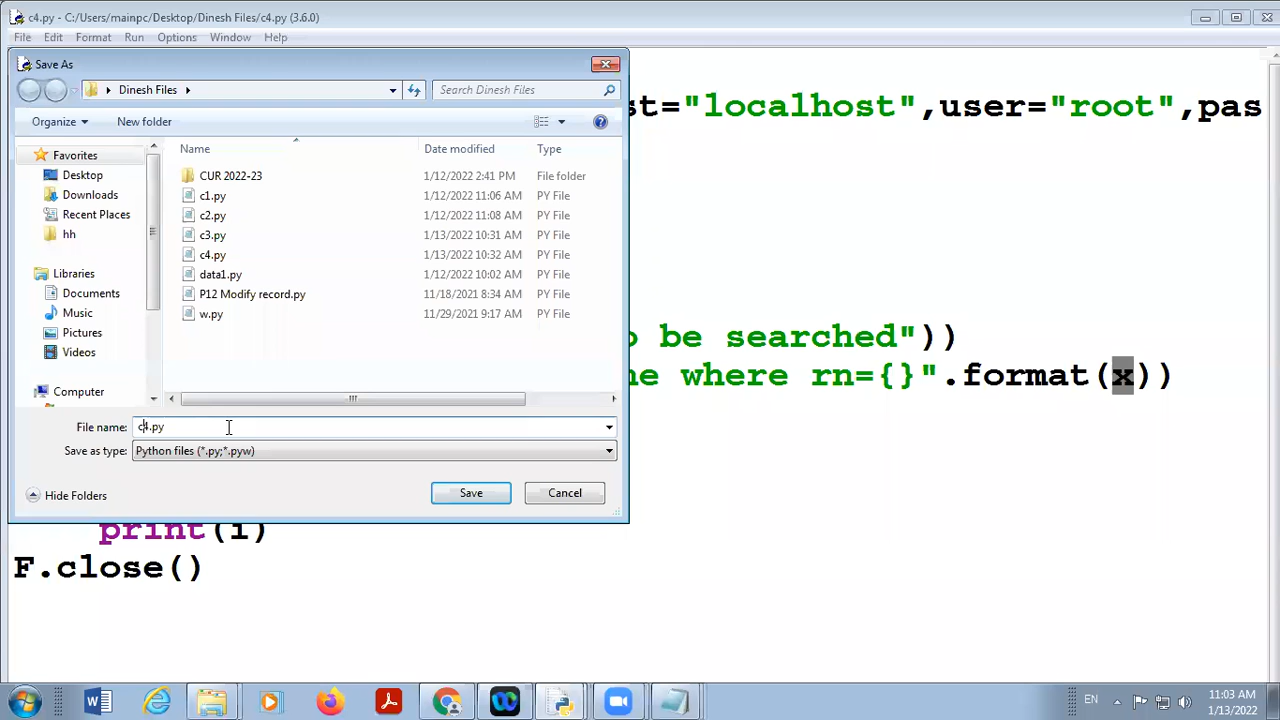 c4.py - C:/Users/mainpc/Desktop/Dinesh Files/c4.py (3.6.0)
File Edit Format Run Options Window Help
Save As
Dinesh Files
Search Dinesh Files
st="localhost",user="root",pas
Organize New folder
Name Date modified Type
Favorites
Desktop
Downloads
Recent Places
hh
Libraries
Documents
Music
Pictures
Videos
Computer
CUR 2022-23 1/12/2022 2:41 PM File folder
c1.py 1/12/2022 11:06 AM PY File
c2.py 1/12/2022 11:08 AM PY File
c3.py 1/13/2022 10:31 AM PY File
c4.py 1/13/2022 10:32 AM PY File
data1.py 1/12/2022 10:02 AM PY File
P12 Modify record.py 11/18/2021 8:34 AM PY File
w.py 11/29/2021 9:17 AM PY File
o be searched"))
ne where rn={}".format(x))
File name: c4.py
Save as type: Python files (*.py;*.pyw)
Hide Folders Save Cancel
print(i)
F.close()
EN
11:03 AM
1/13/2022